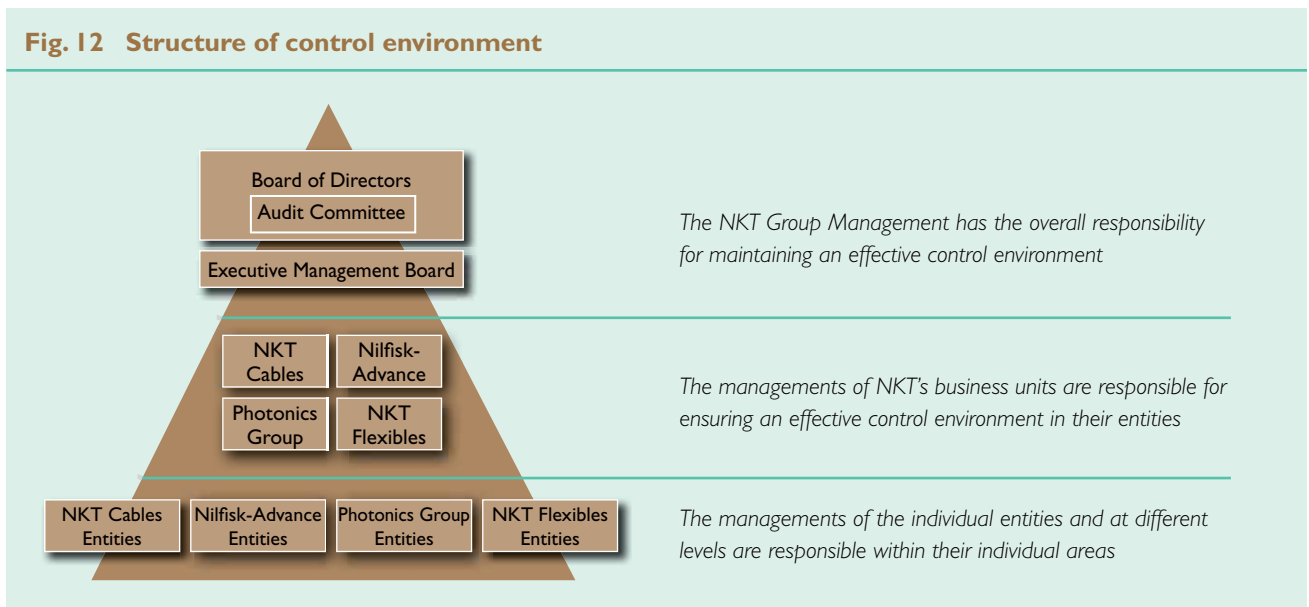 Fig. 12 Structure of control environment
Board of Directors
Audit Committee
Executive Management Board
The NKT Group Management has the overall responsibility
for maintaining an effective control environment
NKT
Cables
Nilfisk-
Advance
Photonics
Group
NKT
Flexibles
The managements of NKT's business units are responsible for
ensuring an effective control environment in their entities
NKT Cables
Entities
Nilfisk-Advance
Entities
Photonics Group
Entities
NKT Flexibles
Entities
The managements of the individual entities and at different
levels are responsible within their individual areas